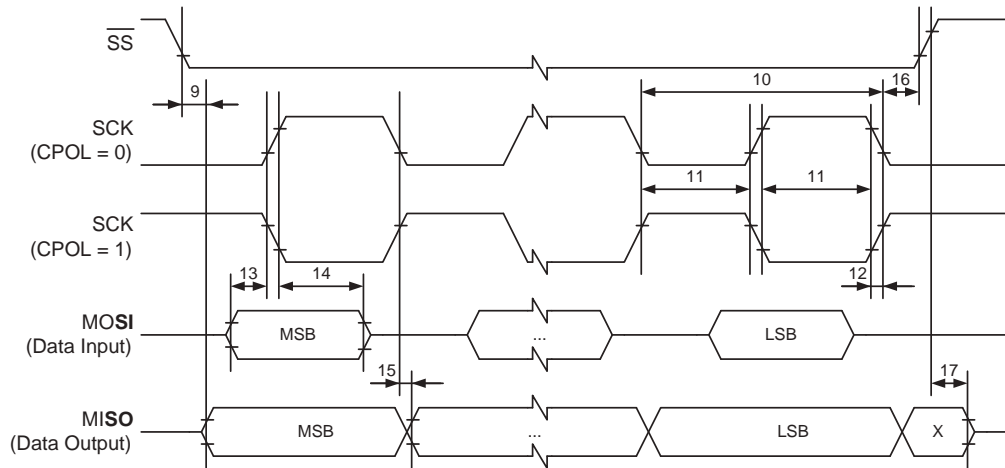 SS
10
16
9
SCK
(CPOL = 0)
11
11
SCK
(CPOL = 1)
13
14
12
MOSI
(Data Input)
MSB
...
LSB
15
17
MISO
(Data Output)
MSB
...
LSB
X